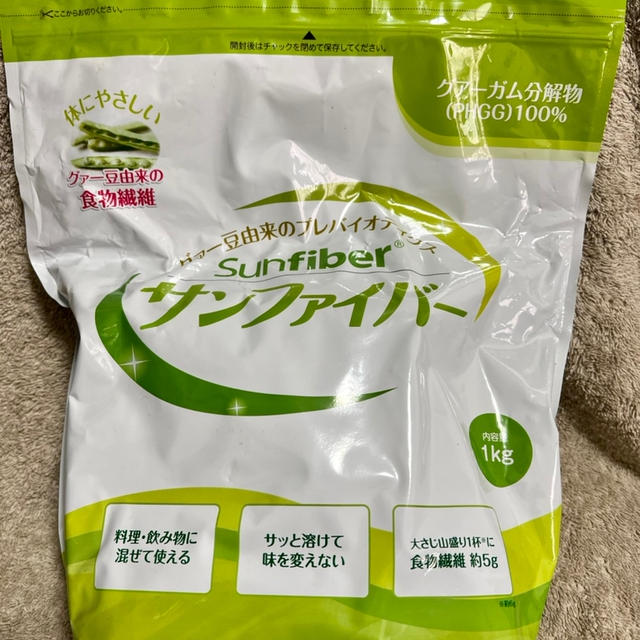 ここからお切りください。
開封後はチャックを閉めて保存してください。
グアーガム分解物
(PHGG)100%
体にやさしい
グァー豆由来の
食物繊維
グァー豆由来のプレバイオティクス
Sunfiber®
サンファイバー
内容量
1kg
料理・飲み物に
混ぜて使える
サッと溶けて
味を変えない
大さじ山盛り1杯※に
食物繊維 約5g